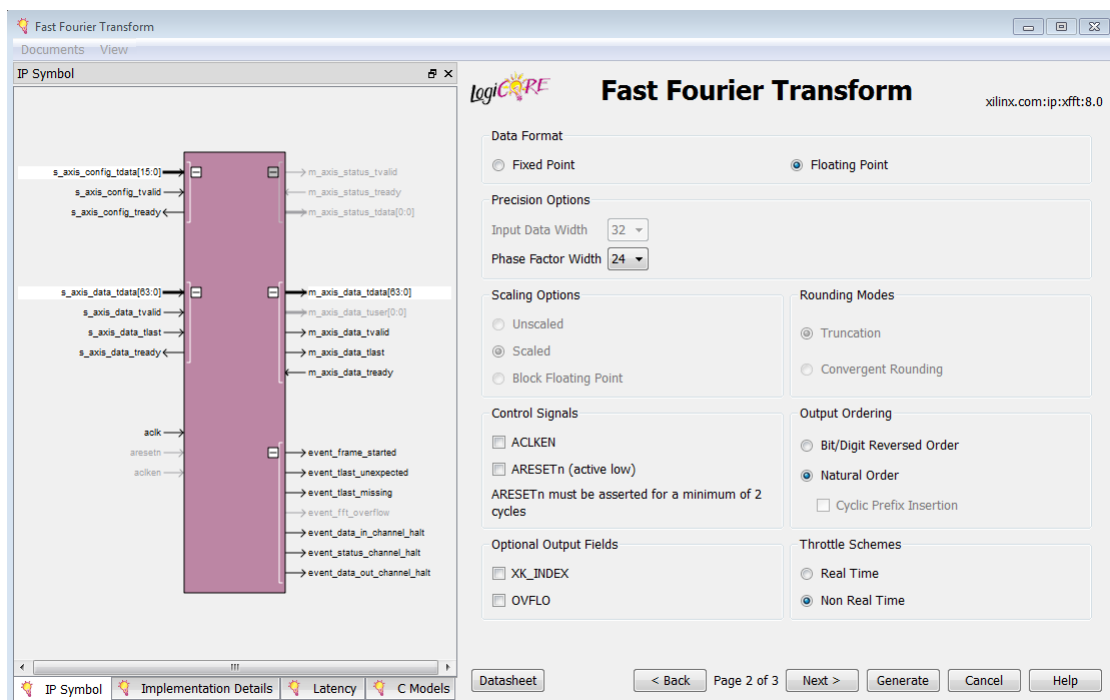 Fast Fourier Transform
Documents View
IP Symbol
s_axis_config_tdata[15:0]
s_axis_config_tvalid
s_axis_config_tready
s_axis_data_tdata[63:0]
s_axis_data_tvalid
s_axis_data_tlast
s_axis_data_tready
aclk
aresetn
aclken
m_axis_status_tvalid
m_axis_status_tready
m_axis_status_tdata[0:0]
m_axis_data_tdata[63:0]
m_axis_data_tuser[0:0]
m_axis_data_tvalid
m_axis_data_tlast
m_axis_data_tready
event_frame_started
event_tlast_unexpected
event_tlast_missing
event_fft_overflow
event_data_in_channel_halt
event_status_channel_halt
event_data_out_channel_halt
IP Symbol Implementation Details Latency C Models
LogiCORE Fast Fourier Transform xilinx.com:ip:xfft:8.0
Data Format
Fixed Point Floating Point
Precision Options
Input Data Width 32
Phase Factor Width 24
Scaling Options
Unscaled
Scaled
Block Floating Point
Rounding Modes
Truncation
Convergent Rounding
Control Signals
ACLKEN
ARESETn (active low)
ARESETn must be asserted for a minimum of 2
cycles
Output Ordering
Bit/Digit Reversed Order
Natural Order
Cyclic Prefix Insertion
Optional Output Fields
XK_INDEX
OVFLO
Throttle Schemes
Real Time
Non Real Time
Datasheet < Back Page 2 of 3 Next > Generate Cancel Help